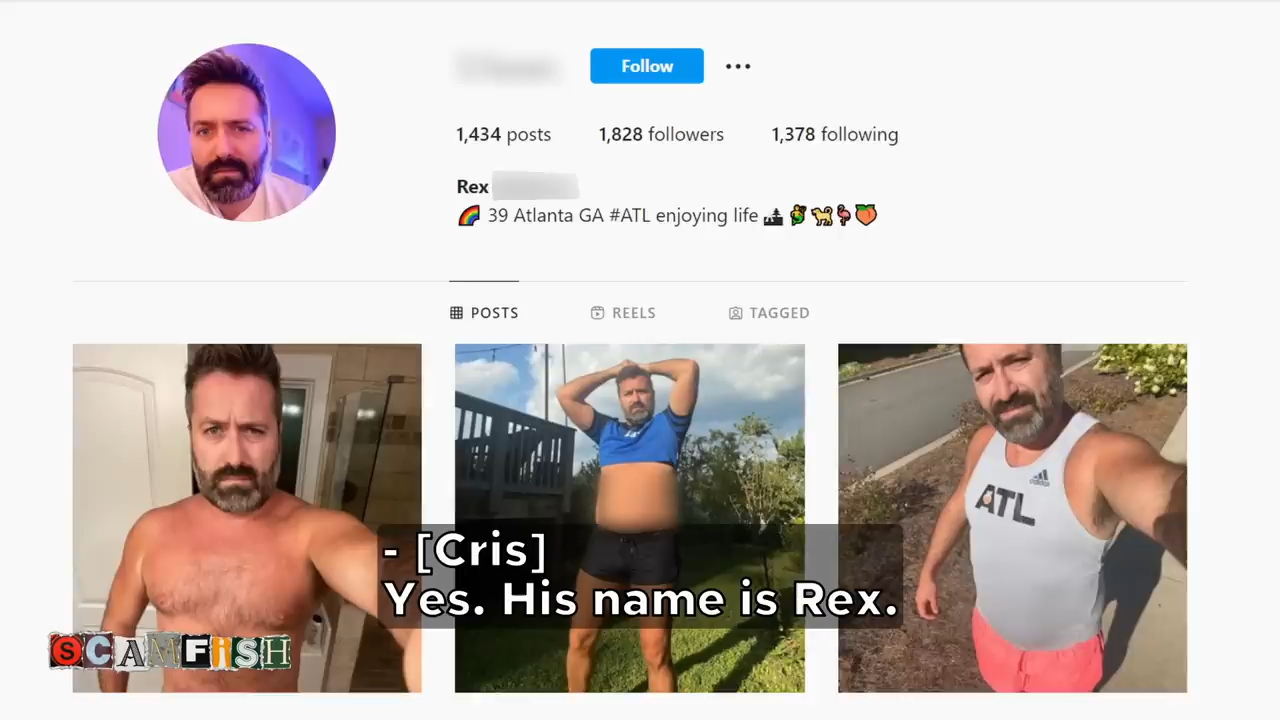 Follow
1,434 posts 1,828 followers 1,378 following
Rex
🌈 39 Atlanta GA #ATL enjoying life 🏕🤹🐕🦩🍑
POSTS REELS TAGGED
adidas
ATL
- [Cris]
Yes. His name is Rex.
SCAMFISH